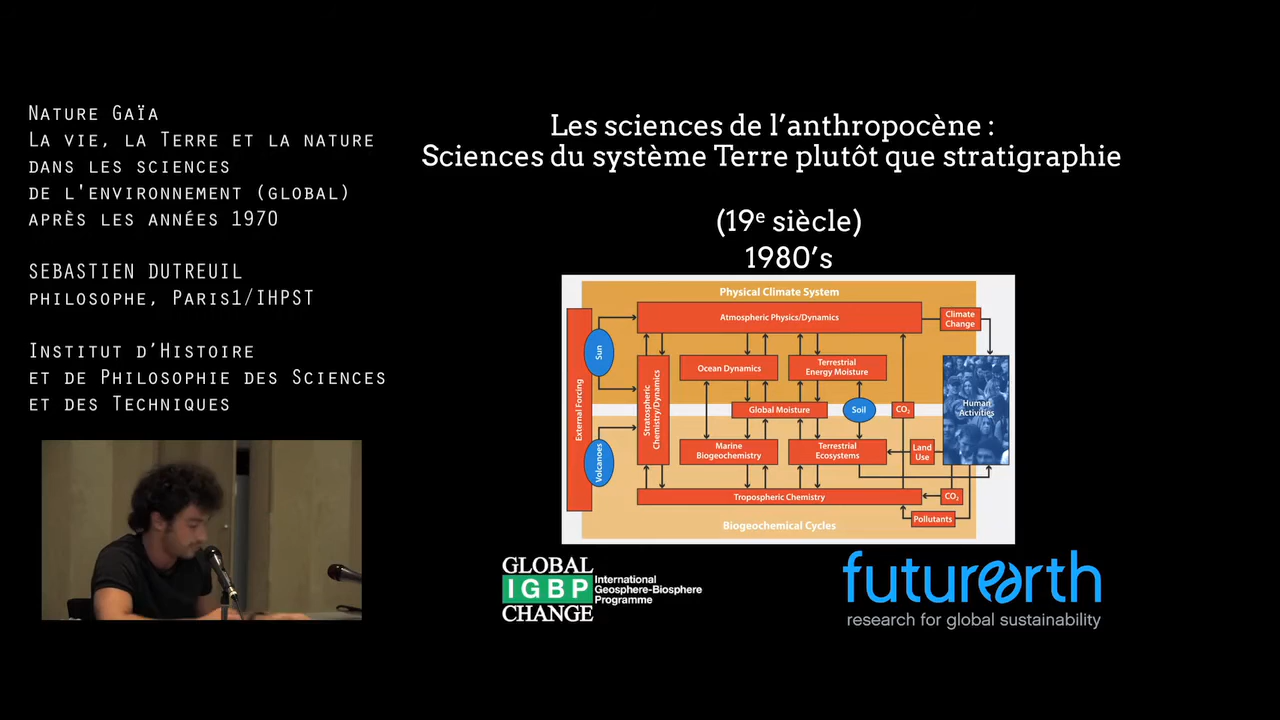 Nature Gaïa
La vie, la Terre et la nature
dans les sciences
de l'environnement (global)
après les années 1970
SEBASTIEN DUTREUIL
philosophe, Paris1/IHPST
Institut d'Histoire
et de Philosophie des Sciences
et des Techniques
Les sciences de l'anthropocène :
Sciences du système Terre plutôt que stratigraphie
(19e siècle)
1980's
Physical Climate System
Atmospheric Physics/Dynamics
Climate
Change
External Forcing
Sun
Stratospheric
Chemistry/Dynamics
Ocean Dynamics
Terrestrial
Energy Moisture
Human
Activities
Global Moisture
Soil
CO2
Volcanoes
Marine
Biogeochemistry
Terrestrial
Ecosystems
Land
Use
Tropospheric Chemistry
CO2
Pollutants
Biogeochemical Cycles
GLOBAL
IGBP
CHANGE
International
Geosphere-Biosphere
Programme
futurearth
research for global sustainability